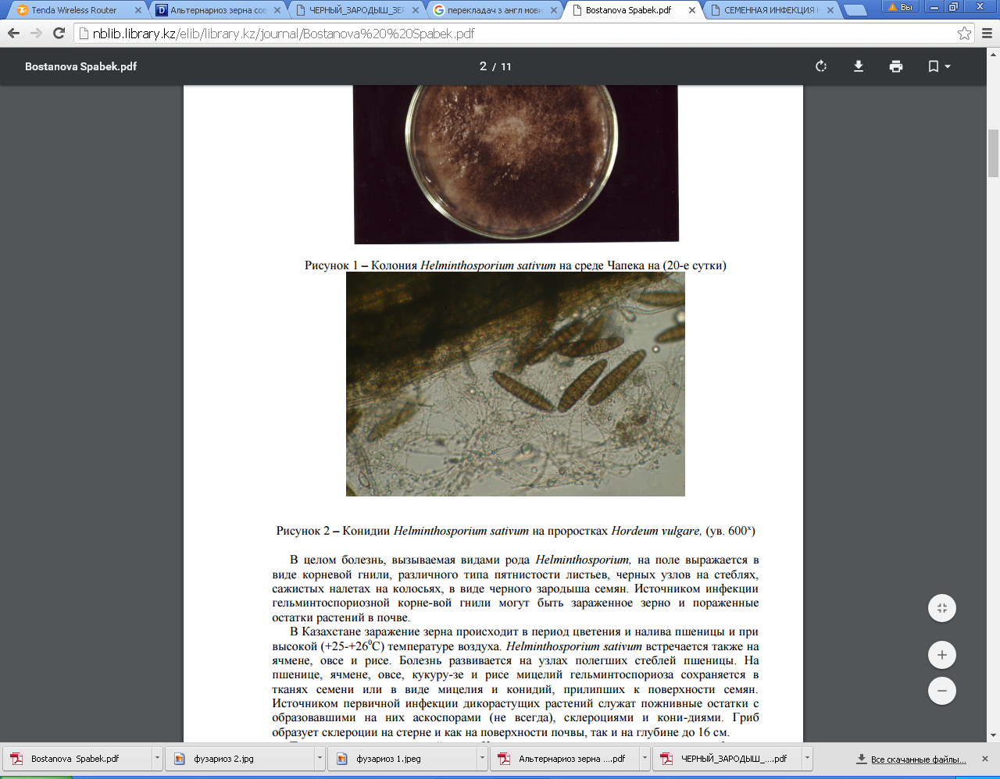 Tenda Wireless Router
Альтернариоз зерна сов
ЧЕРНЫЙ_ЗАРОДЫШ_ЗЕР
перекладач з англ мови
Bostanova Spabek.pdf
СЕМЕННАЯ ИНФЕКЦИЯ
Вы
nblib.library.kz/elib/library.kz/journal/Bostanova%20%20Spabek.pdf
Bostanova Spabek.pdf
2 / 11
Рисунок 1 – Колония Helminthosporium sativum на среде Чапека на (20-е сутки)
Рисунок 2 – Конидии Helminthosporium sativum на проростках Hordeum vulgare, (ув. 600x)
В целом болезнь, вызываемая видами рода Helminthosporium, на поле выражается в
виде корневой гнили, различного типа пятнистости листьев, черных узлов на стеблях,
сажистых налетах на колосьях, в виде черного зародыша семян. Источником инфекции
гельминтоспориозной корне-вой гнили могут быть зараженное зерно и пораженные
остатки растений в почве.
В Казахстане заражение зерна происходит в период цветения и налива пшеницы и при
высокой (+25-+26⁰С) температуре воздуха. Helminthosporium sativum встречается также на
ячмене, овсе и рисе. Болезнь развивается на узлах полегших стеблей пшеницы. На
пшенице, ячмене, овсе, кукуру-зе и рисе мицелий гельминтоспориоза сохраняется в
тканях семени или в виде мицелия и конидий, прилипших к поверхности семян.
Источником первичной инфекции дикорастущих растений служат пожнивные остатки с
образовавшими на них аскоспорами (не всегда), склероциями и кони-диями. Гриб
образует склероции на стерне и как на поверхности почвы, так и на глубине до 16 см.
Bostanova Spabek.pdf
фузариоз 2.jpg
фузариоз 1.jpeg
Альтернариоз зерна ....pdf
ЧЕРНЫЙ_ЗАРОДЫШ_....pdf
Все скачанные файлы...